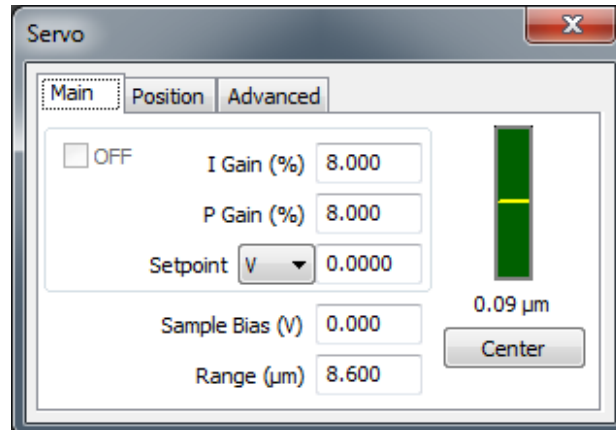 Servo
Main Position Advanced
OFF
I Gain (%) 8.000
P Gain (%) 8.000
Setpoint V 0.0000
Sample Bias (V) 0.000
Range (µm) 8.600
0.09 µm
Center